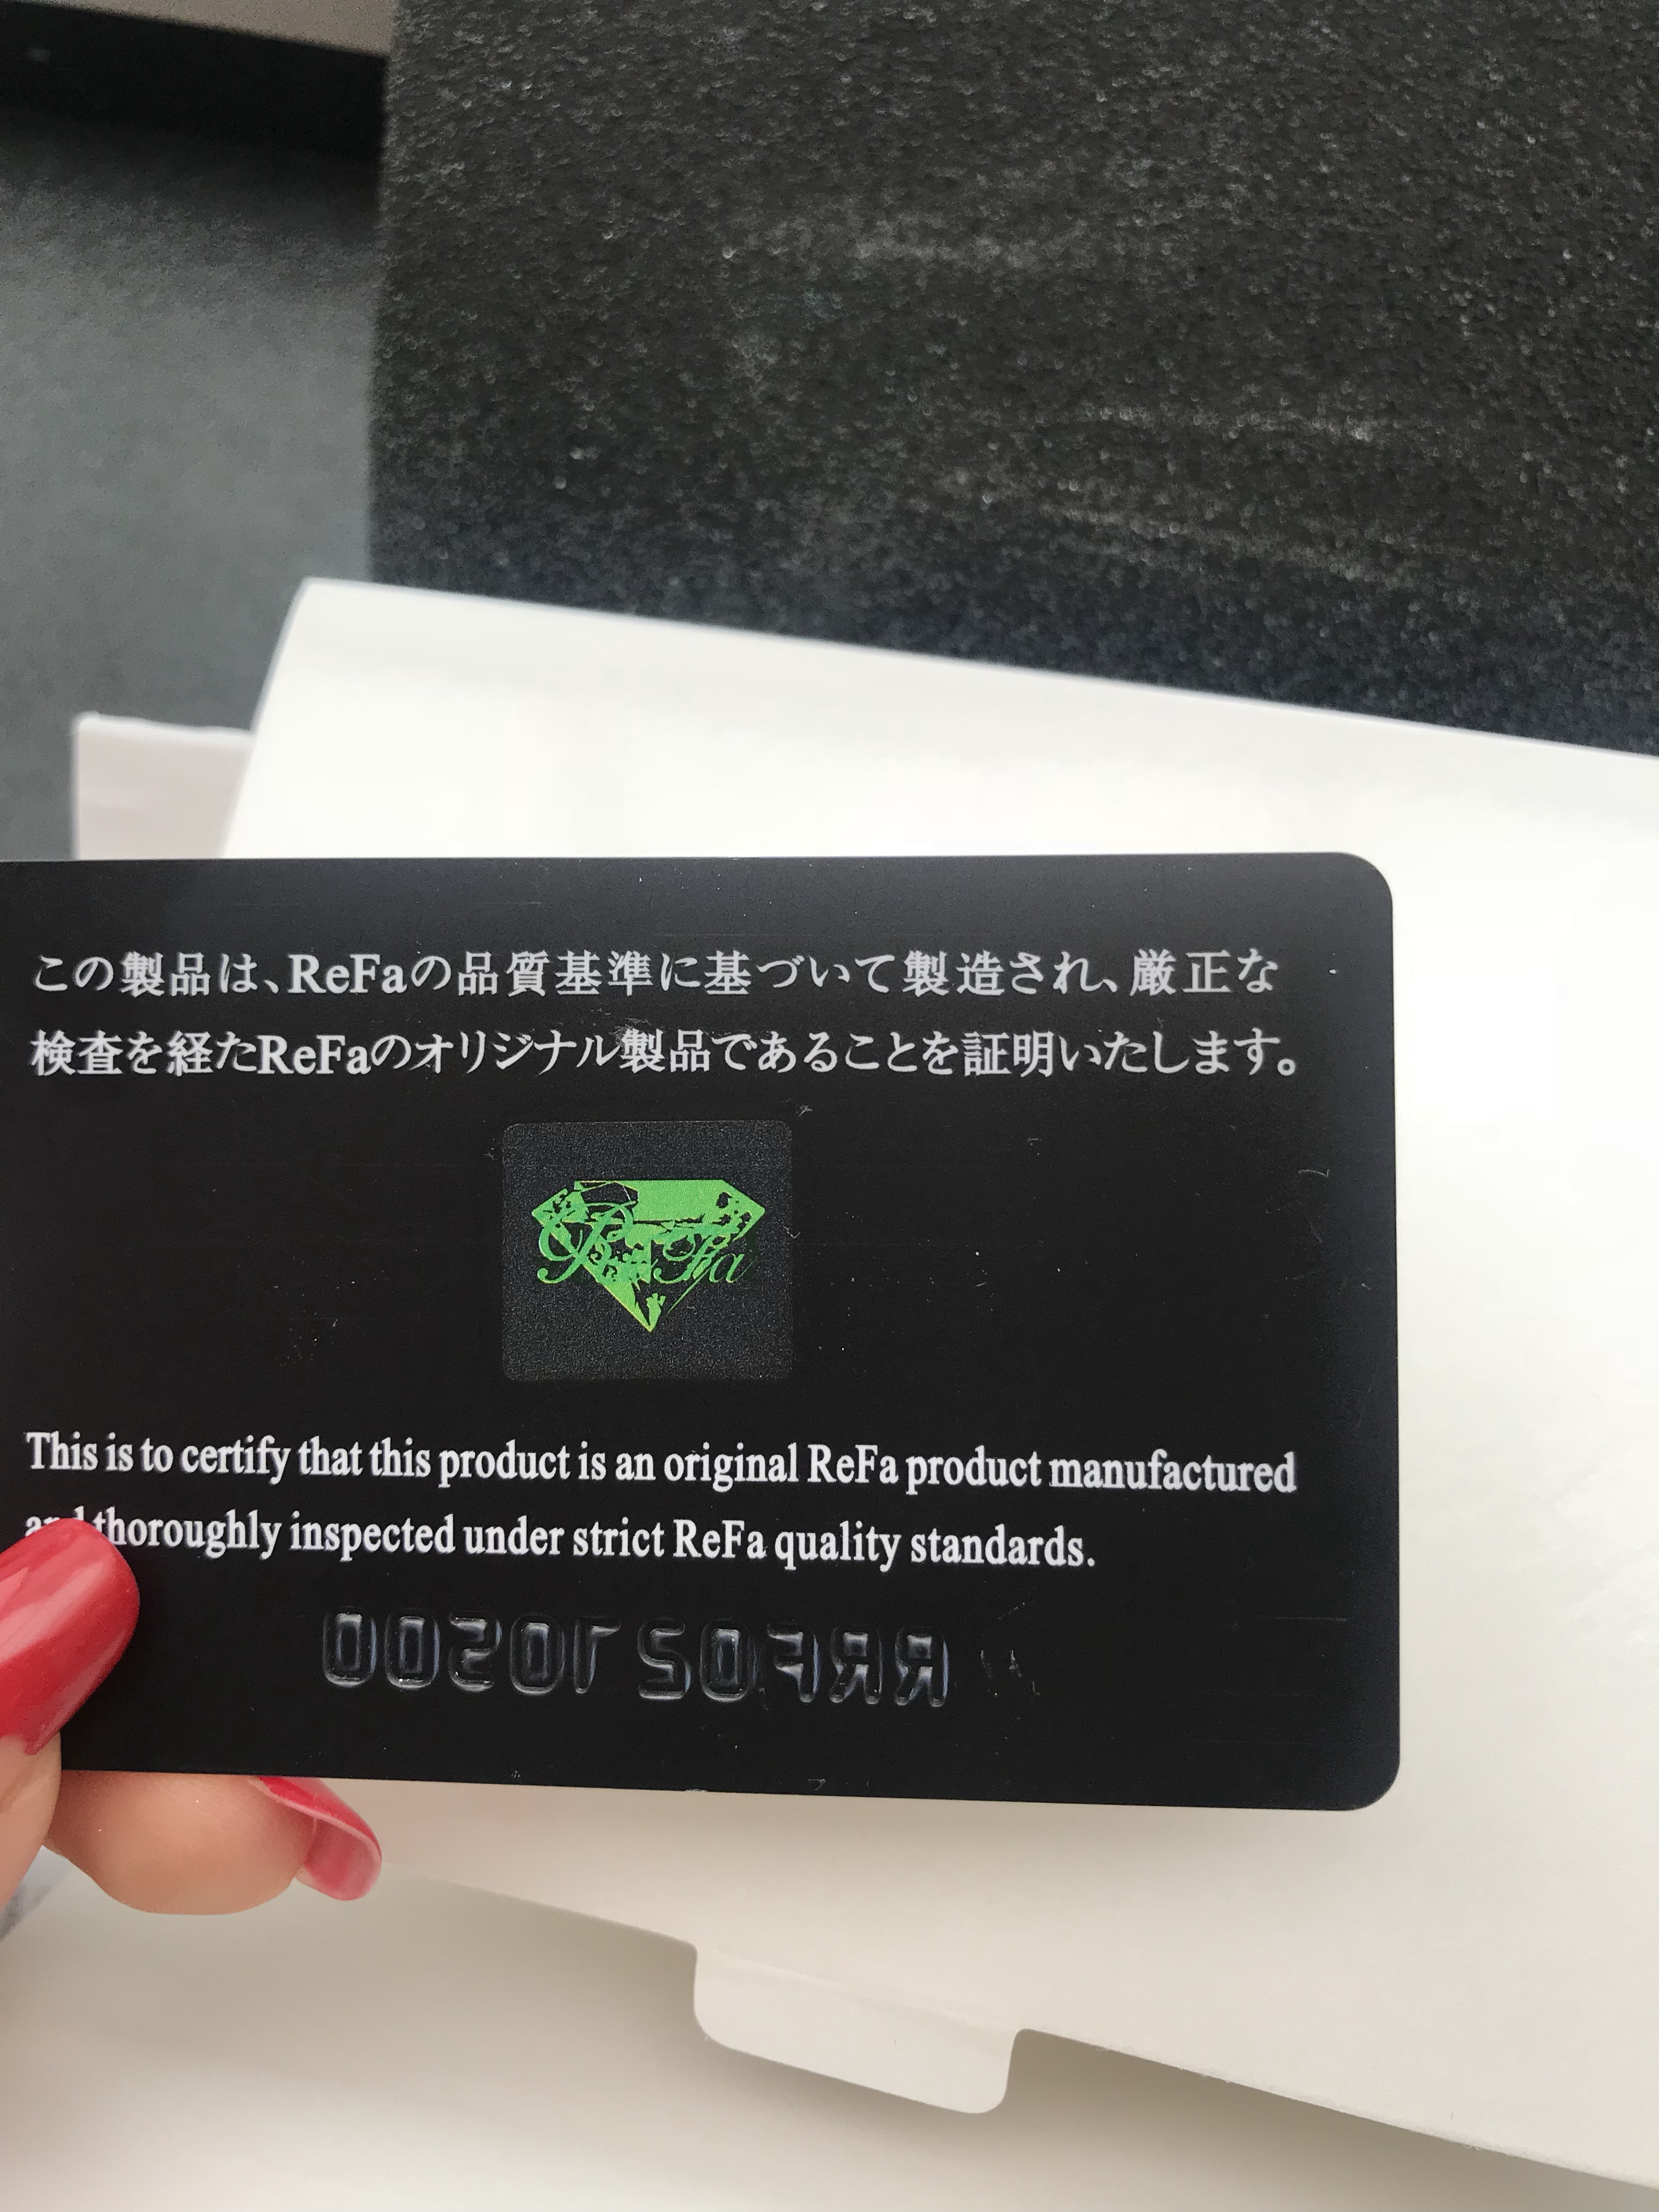 この製品は、ReFaの品質基準に基づいて製造され、厳正な
検査を経たReFaのオリジナル製品であることを証明いたします。
ReFa
This is to certify that this product is an original ReFa product manufactured
and thoroughly inspected under strict ReFa quality standards.
RRF02010500